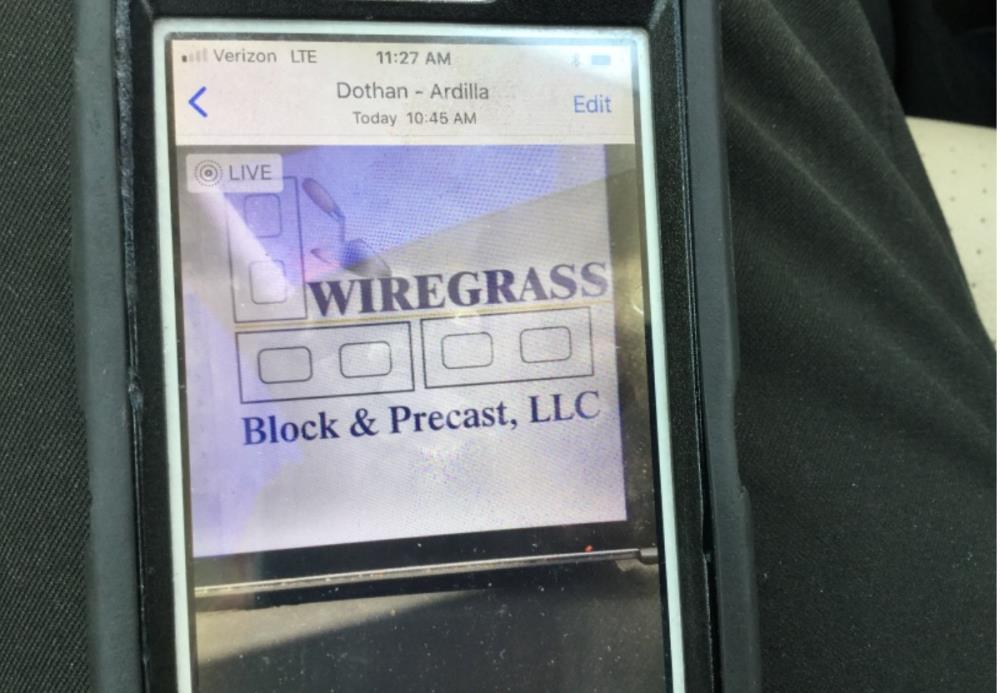 Verizon LTE 11:27 AM
Dothan - Ardilla
Today 10:45 AM
Edit
LIVE
WIREGRASS
Block & Precast, LLC